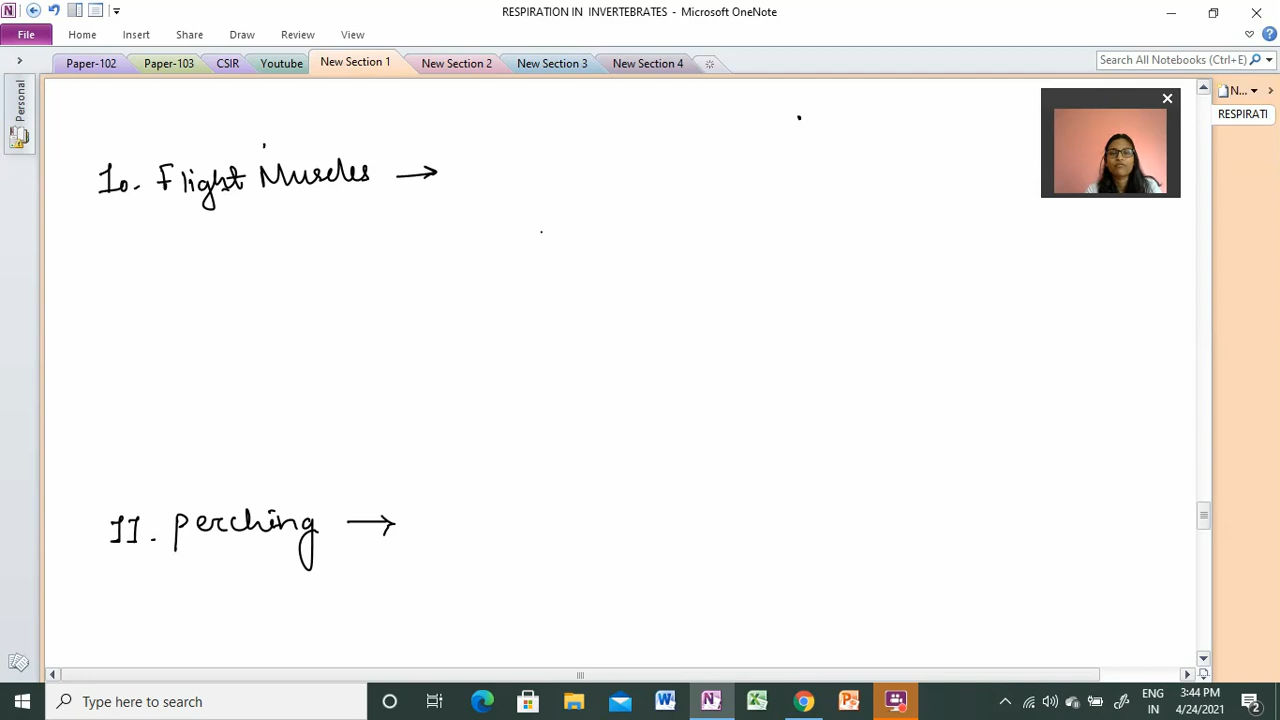 RESPIRATION IN INVERTEBRATES - Microsoft OneNote
File Home Insert Share Draw Review View
Paper-102 Paper-103 CSIR Youtube New Section 1 New Section 2 New Section 3 New Section 4
Search All Notebooks (Ctrl+E)
N...
Personal
RESPIRATI
10. Flight Muscles →
11. perching →
Type here to search
ENG
IN
3:44 PM
4/24/2021
2